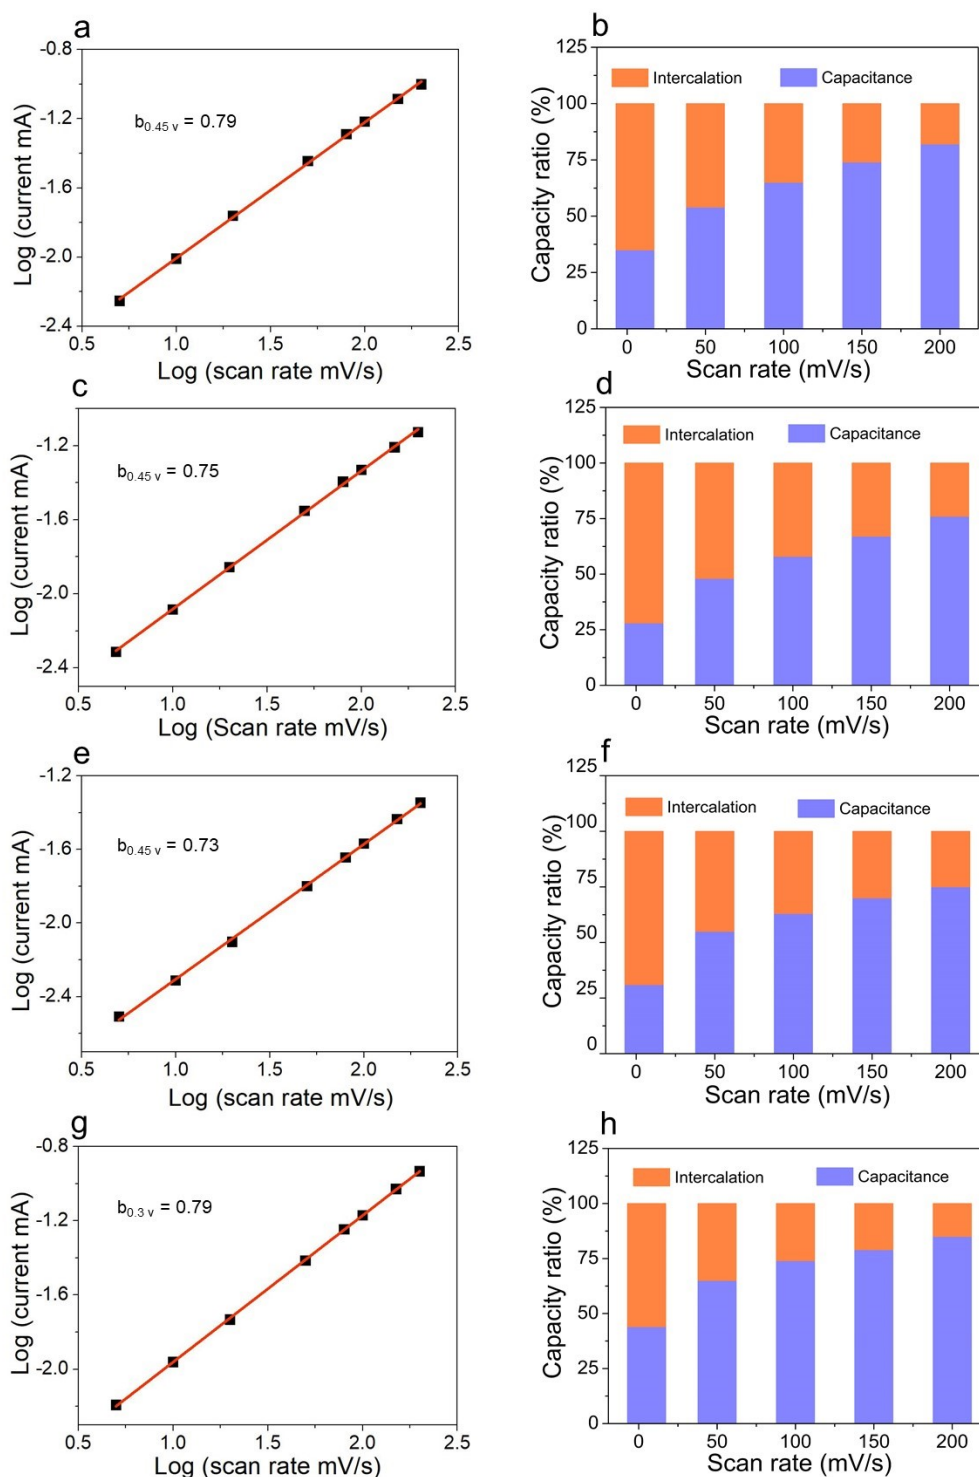 a
-0.8
-1.2
-1.6
-2.0
-2.4
Log (current mA)
b0.45 v = 0.79
0.5 1.0 1.5 2.0 2.5
Log (scan rate mV/s)
b
125
100
75
50
25
0
Capacity ratio (%)
Intercalation Capacitance
0 50 100 150 200
Scan rate (mV/s)
c
-1.2
-1.6
-2.0
-2.4
Log (current mA)
b0.45 v = 0.75
0.5 1.0 1.5 2.0 2.5
Log (Scan rate mV/s)
d
125
100
75
50
25
0
Capacity ratio (%)
Intercalation Capacitance
0 50 100 150 200
Scan rate (mV/s)
e
-1.2
-1.6
-2.0
-2.4
Log (current mA)
b0.45 v = 0.73
0.5 1.0 1.5 2.0 2.5
Log (scan rate mV/s)
f
125
100
75
50
25
0
Capacity ratio (%)
Intercalation Capacitance
0 50 100 150 200
Scan rate (mV/s)
g
-0.8
-1.2
-1.6
-2.0
Log (current mA)
b0.3 v = 0.79
0.5 1.0 1.5 2.0 2.5
Log (scan rate mV/s)
h
125
100
75
50
25
0
Capacity ratio (%)
Intercalation Capacitance
0 50 100 150 200
Scan rate (mV/s)